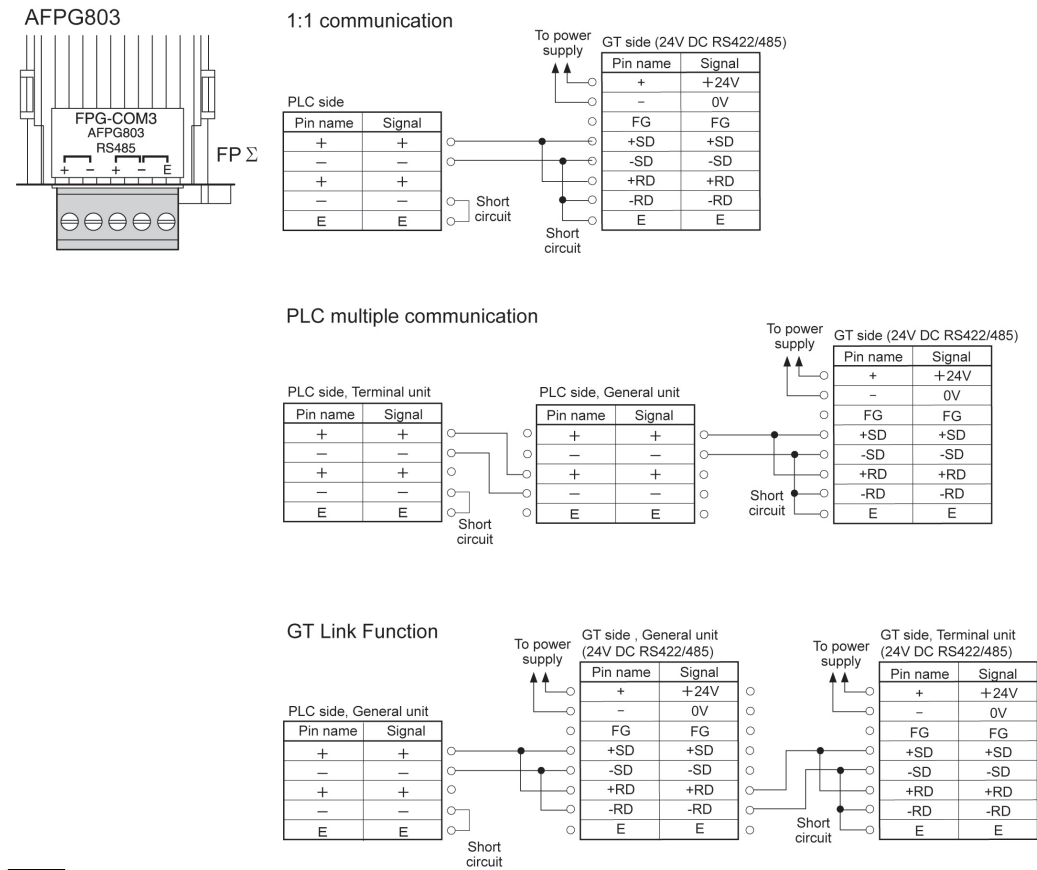 AFPG803
FPG-COM3
AFPG803
RS485
+ − + − E
FP Σ
1:1 communication
To power
supply
GT side (24V DC RS422/485)
Pin name Signal
+ +24V
− 0V
FG FG
+SD +SD
-SD -SD
+RD +RD
-RD -RD
E E
Short
circuit
PLC side
Pin name Signal
+ +
− −
+ +
− −
E E
Short
circuit
PLC multiple communication
To power
supply
GT side (24V DC RS422/485)
Pin name Signal
+ +24V
− 0V
FG FG
+SD +SD
-SD -SD
+RD +RD
-RD -RD
E E
Short
circuit
PLC side, Terminal unit
Pin name Signal
+ +
− −
+ +
− −
E E
Short
circuit
PLC side, General unit
Pin name Signal
+ +
− −
+ +
− −
E E
GT Link Function
To power
supply
GT side , General unit
(24V DC RS422/485)
Pin name Signal
+ +24V
− 0V
FG FG
+SD +SD
-SD -SD
+RD +RD
-RD -RD
E E
To power
supply
GT side, Terminal unit
(24V DC RS422/485)
Pin name Signal
+ +24V
− 0V
FG FG
+SD +SD
-SD -SD
+RD +RD
-RD -RD
E E
Short
circuit
PLC side, General unit
Pin name Signal
+ +
− −
+ +
− −
E E
Short
circuit